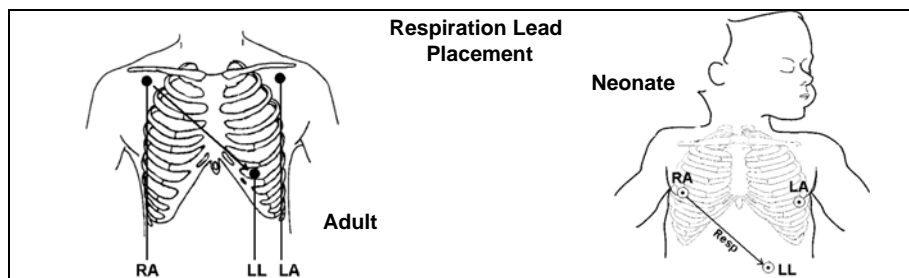 Respiration Lead
Placement
Neonate
RA
LA
Adult
Resp
RA LL LA
LL